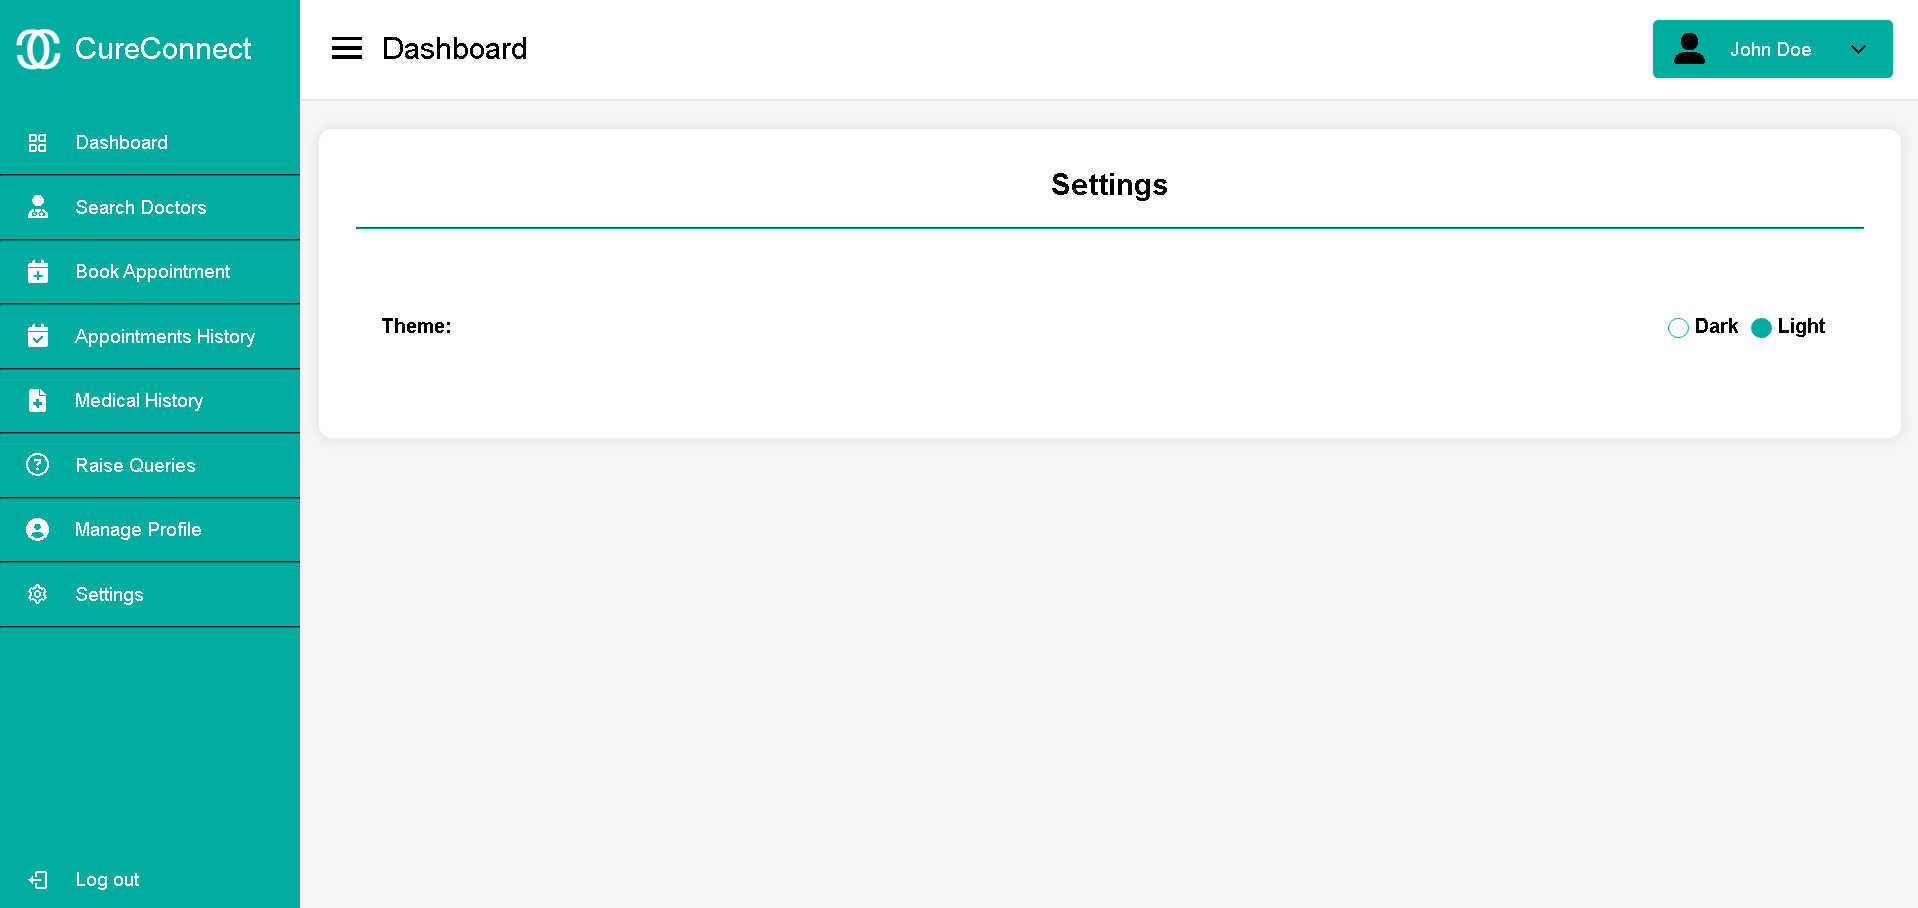 CureConnect
Dashboard
John Doe
Dashboard
Search Doctors
Book Appointment
Appointments History
Medical History
Raise Queries
Manage Profile
Settings
Log out
Settings
Theme:
Dark
Light